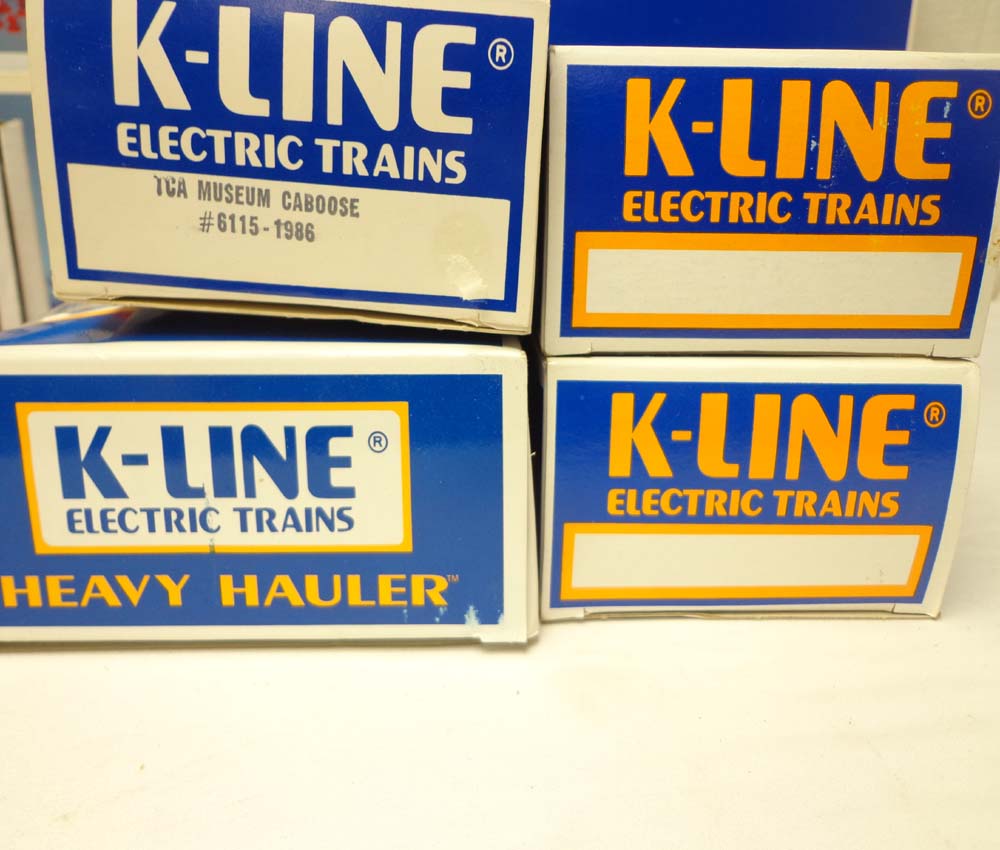 K-LINE®
ELECTRIC TRAINS
TCA MUSEUM CABOOSE
#6115-1986
K-LINE®
ELECTRIC TRAINS
K-LINE®
ELECTRIC TRAINS
HEAVY HAULER™
K-LINE®
ELECTRIC TRAINS